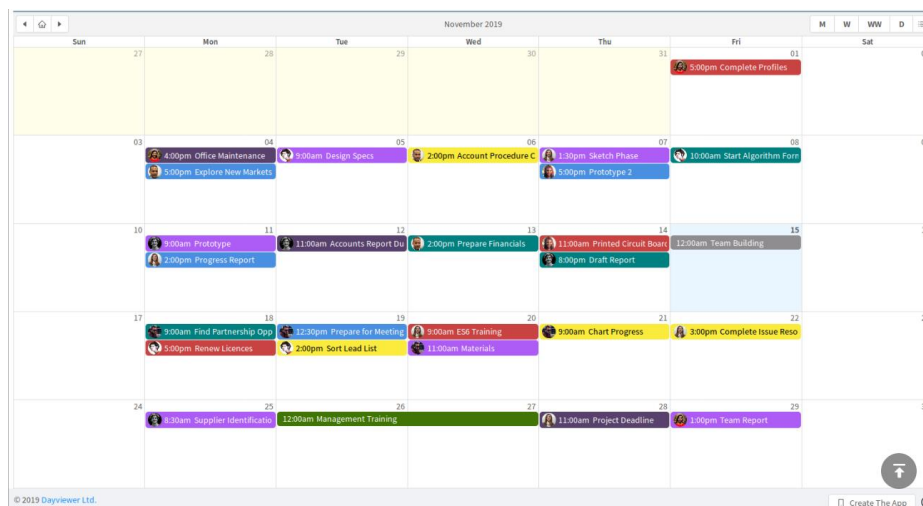 November 2019
M W WW D
Sun Mon Tue Wed Thu Fri Sat
27 28 29 30 31 01
5:00pm Complete Profiles
03 04 05 06 07 08
4:00pm Office Maintenance
9:00am Design Specs
2:00pm Account Procedure C
1:30pm Sketch Phase
10:00am Start Algorithm Form
5:00pm Explore New Markets
5:00pm Prototype 2
10 11 12 13 14 15
9:00am Prototype
11:00am Accounts Report Du
2:00pm Prepare Financials
11:00am Printed Circuit Board
12:00am Team Building
2:00pm Progress Report
8:00pm Draft Report
17 18 19 20 21 22
9:00am Find Partnership Opp
12:30pm Prepare for Meeting
9:00am ES6 Training
9:00am Chart Progress
3:00pm Complete Issue Reso
5:00pm Renew Licences
2:00pm Sort Lead List
11:00am Materials
24 25 26 27 28 29
8:30am Supplier Identificatio
12:00am Management Training
11:00am Project Deadline
1:00pm Team Report
© 2019 Dayviewer Ltd.
Create The App